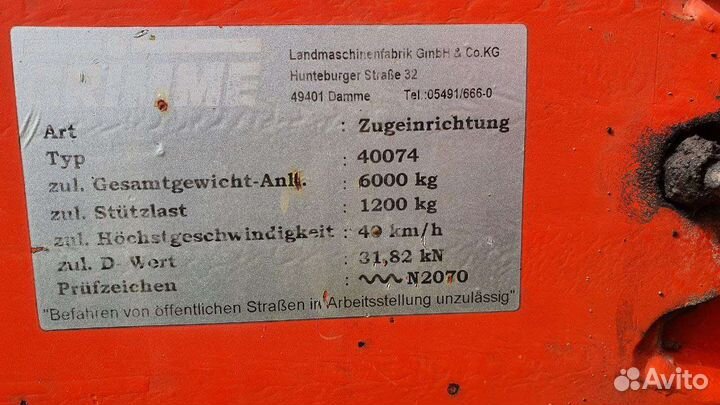 Landmaschinenfabrik GmbH & Co.KG
Hunteburger Straße 32
49401 Damme Tel.:05491/666-0
Art : Zugeinrichtung
Typ : 40074
zul. Gesamtgewicht-Anh. : 6000 kg
zul. Stützlast : 1200 kg
zul. Höchstgeschwindigkeit : 40 km/h
zul. D-Wert : 31,82 kN
Prüfzeichen : N2070
"Befahren von öffentlichen Straßen in Arbeitsstellung unzulässig"
Avito